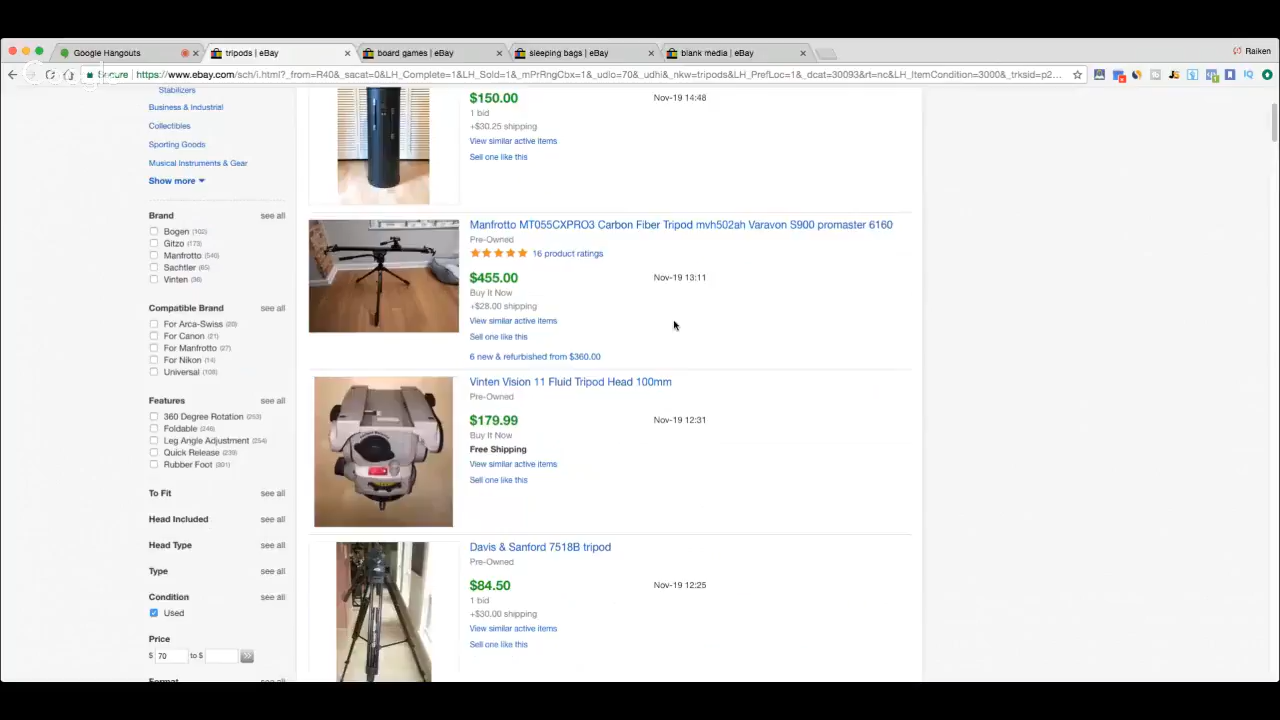 Google Hangouts
tripods | eBay
board games | eBay
sleeping bags | eBay
blank media | eBay
Raiken
Secure
https://www.ebay.com/sch/i.html?_from=R40&_sacat=0&LH_Complete=1&LH_Sold=1&_mPrRngCbx=1&_udlo=70&_udhi&_nkw=tripods&LH_PrefLoc=1&_dcat=30093&rt=nc&LH_ItemCondition=3000&_trksid=p2...
Stabilizers
Business & Industrial
Collectibles
Sporting Goods
Musical Instruments & Gear
Show more
Brand see all
Bogen (102)
Gitzo (173)
Manfrotto (540)
Sachtler (65)
Vinten (36)
Compatible Brand see all
For Arca-Swiss (20)
For Canon (21)
For Manfrotto (27)
For Nikon (14)
Universal (108)
Features see all
360 Degree Rotation (253)
Foldable (246)
Leg Angle Adjustment (254)
Quick Release (239)
Rubber Foot (301)
To Fit see all
Head Included see all
Head Type see all
Type see all
Condition see all
Used
Price
$ 70 to $
$150.00 Nov-19 14:48
1 bid
+$30.25 shipping
View similar active items
Sell one like this
Manfrotto MT055CXPRO3 Carbon Fiber Tripod mvh502ah Varavon S900 promaster 6160
Pre-Owned
16 product ratings
$455.00 Nov-19 13:11
Buy It Now
+$28.00 shipping
View similar active items
Sell one like this
6 new & refurbished from $360.00
Vinten Vision 11 Fluid Tripod Head 100mm
Pre-Owned
$179.99 Nov-19 12:31
Buy It Now
Free Shipping
View similar active items
Sell one like this
Davis & Sanford 7518B tripod
Pre-Owned
$84.50 Nov-19 12:25
1 bid
+$30.00 shipping
View similar active items
Sell one like this